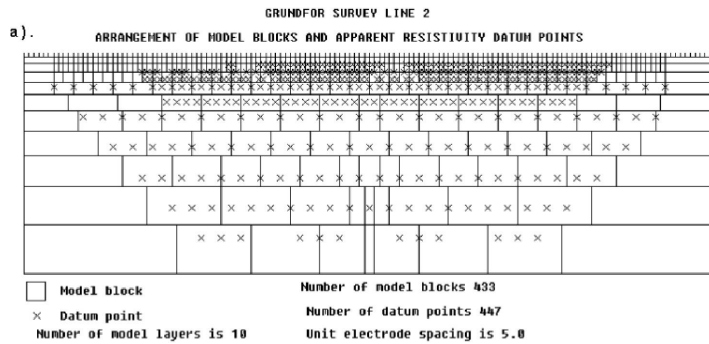 GRUNDFOR SURVEY LINE 2
a).
ARRANGEMENT OF MODEL BLOCKS AND APPARENT RESISTIVITY DATUM POINTS
Model block
Number of model blocks 433
Datum point
Number of datum points 447
Number of model layers is 10
Unit electrode spacing is 5.0